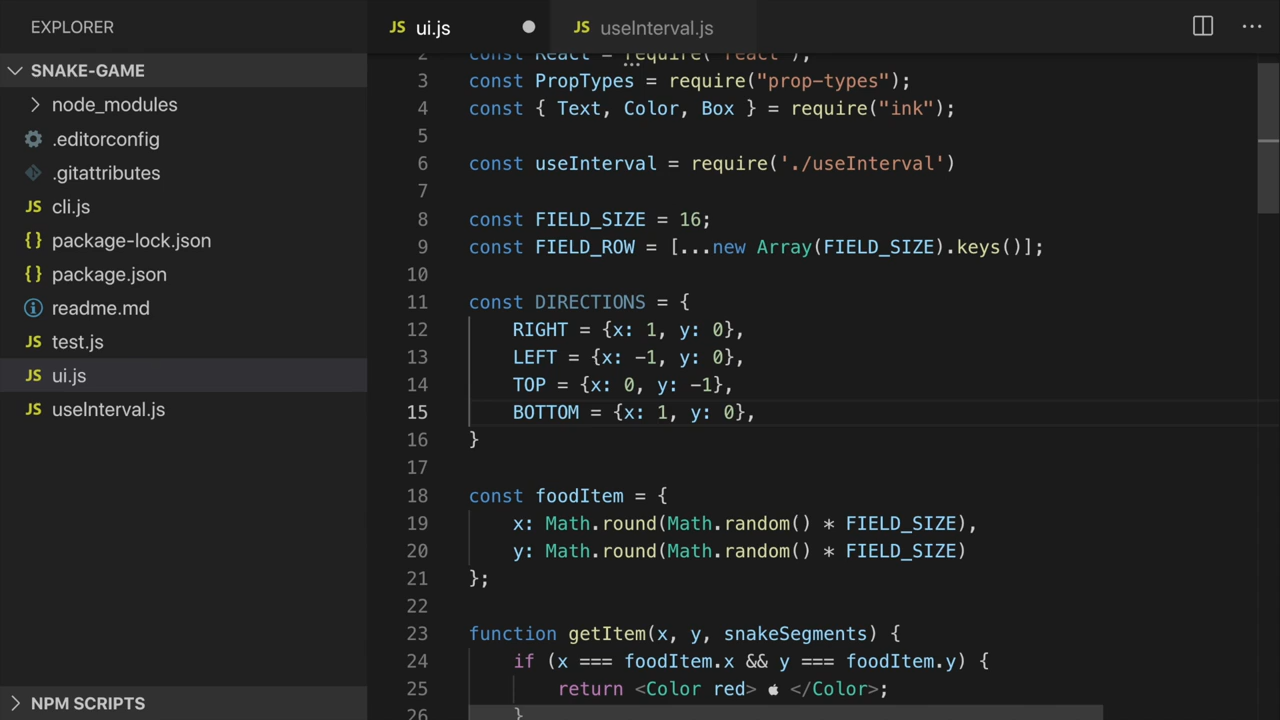 EXPLORER
SNAKE-GAME
node_modules
.editorconfig
.gitattributes
JS cli.js
{} package-lock.json
{} package.json
readme.md
JS test.js
JS ui.js
JS useInterval.js
NPM SCRIPTS
JS ui.js
JS useInterval.js
2 const React = require("react");
3 const PropTypes = require("prop-types");
4 const { Text, Color, Box } = require("ink");
5
6 const useInterval = require('./useInterval')
7
8 const FIELD_SIZE = 16;
9 const FIELD_ROW = [...new Array(FIELD_SIZE).keys()];
10
11 const DIRECTIONS = {
12 RIGHT = {x: 1, y: 0},
13 LEFT = {x: -1, y: 0},
14 TOP = {x: 0, y: -1},
15 BOTTOM = {x: 1, y: 0},
16 }
17
18 const foodItem = {
19 x: Math.round(Math.random() * FIELD_SIZE),
20 y: Math.round(Math.random() * FIELD_SIZE)
21 };
22
23 function getItem(x, y, snakeSegments) {
24 if (x === foodItem.x && y === foodItem.y) {
25 return <Color red>  </Color>;
26 }